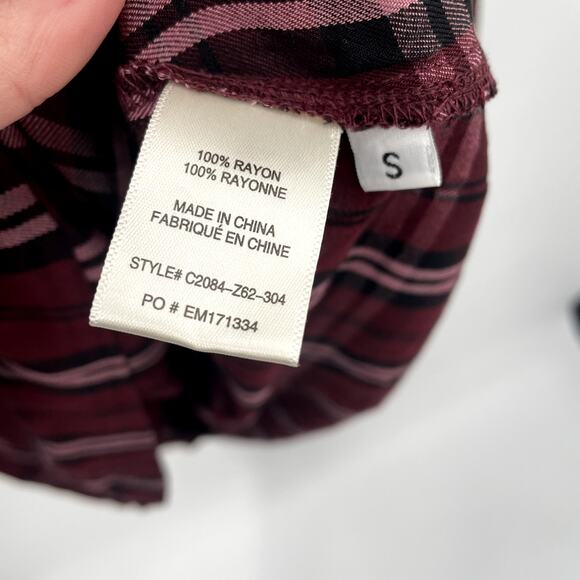 100% RAYON
100% RAYONNE
MADE IN CHINA
FABRIQUÉ EN CHINE
STYLE# C2084-Z62-304
PO # EM171334
S